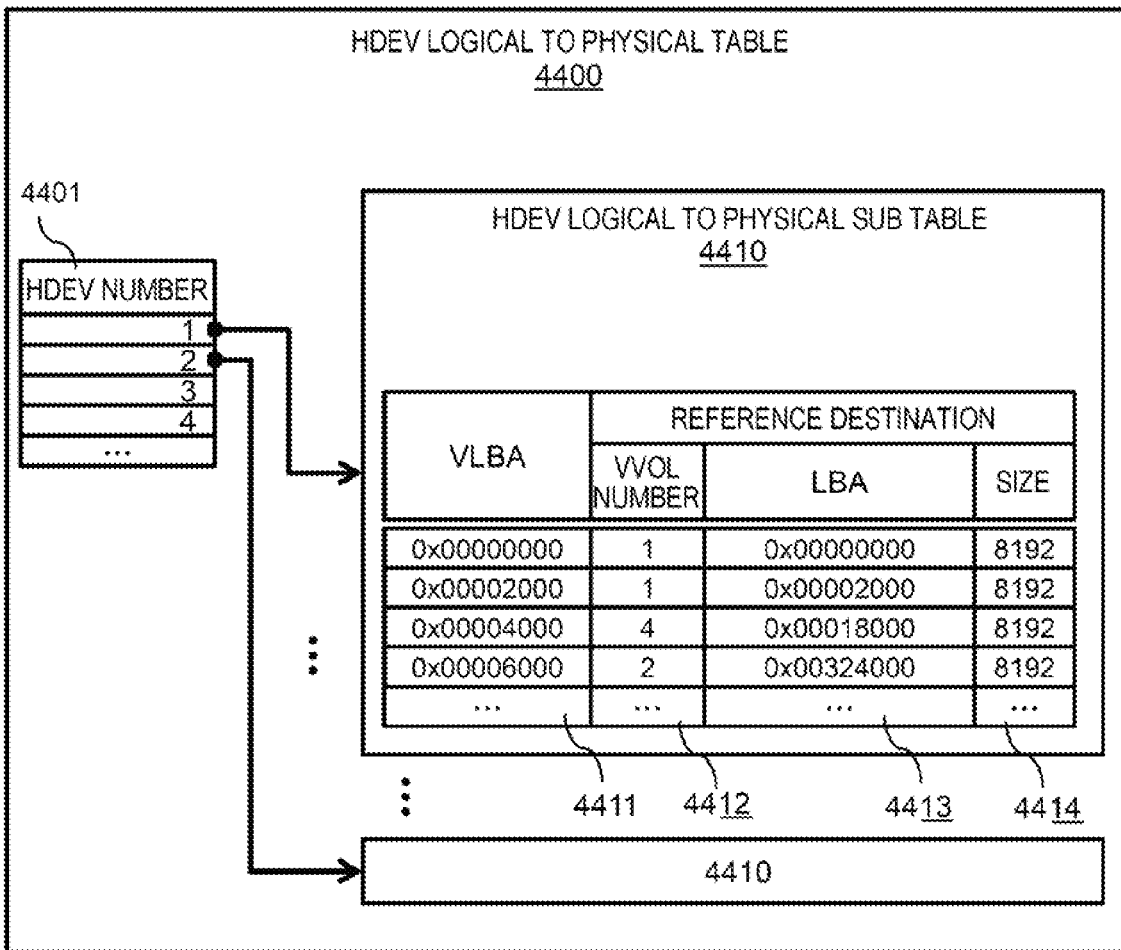 HDEV LOGICAL TO PHYSICAL TABLE
4400
4401
HDEV NUMBER
1
2
3
4
...
HDEV LOGICAL TO PHYSICAL SUB TABLE
4410
VLBA
REFERENCE DESTINATION
VVOL NUMBER
LBA
SIZE
0x00000000 1 0x00000000 8192
0x00002000 1 0x00002000 8192
0x00004000 4 0x00018000 8192
0x00006000 2 0x00324000 8192
... ... ... ...
4411 4412 4413 4414
4410